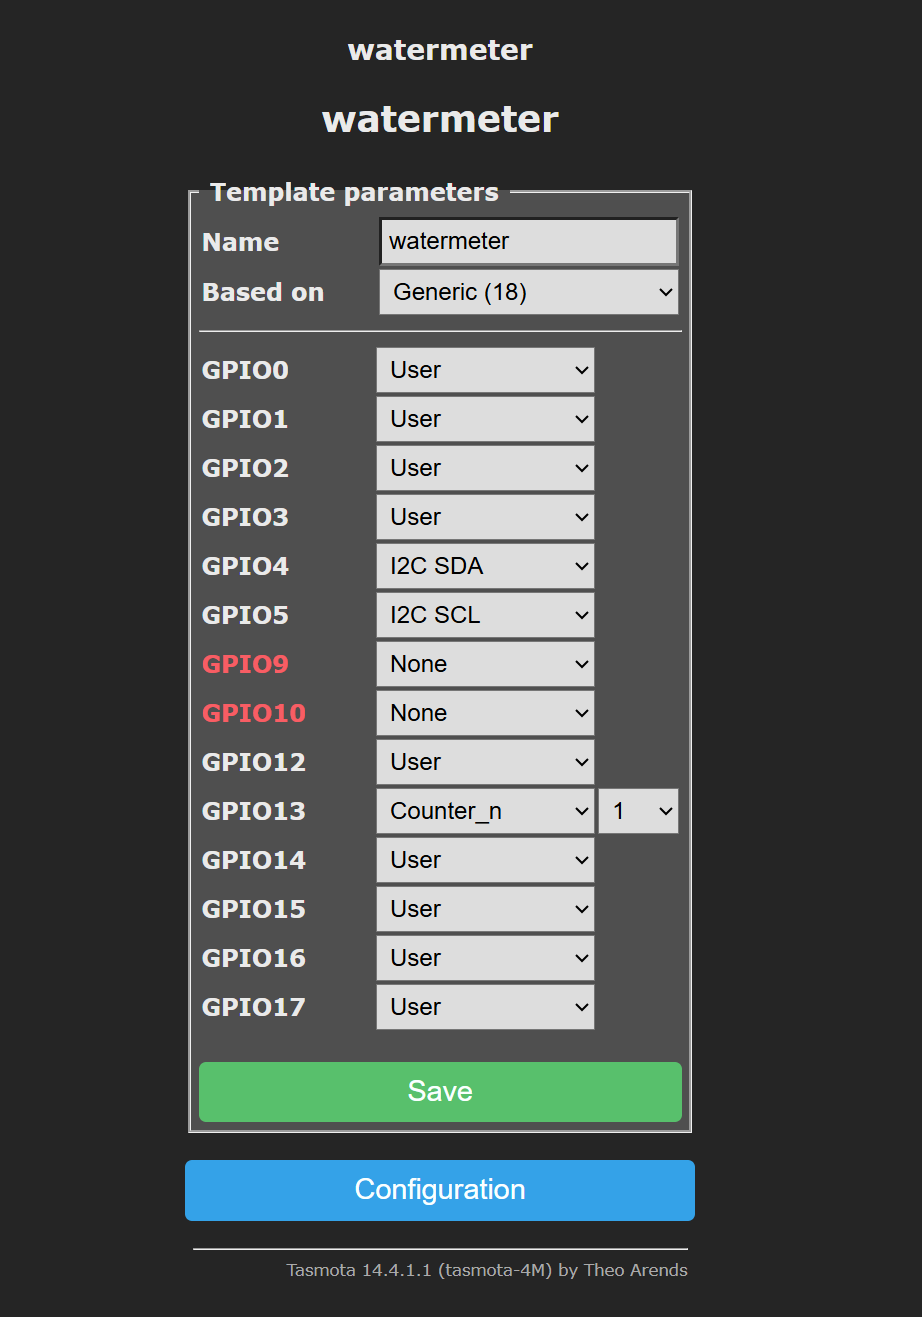 watermeter
watermeter
Template parameters
Name watermeter
Based on Generic (18)
GPIO0 User
GPIO1 User
GPIO2 User
GPIO3 User
GPIO4 I2C SDA
GPIO5 I2C SCL
GPIO9 None
GPIO10 None
GPIO12 User
GPIO13 Counter_n 1
GPIO14 User
GPIO15 User
GPIO16 User
GPIO17 User
Save
Configuration
Tasmota 14.4.1.1 (tasmota-4M) by Theo Arends